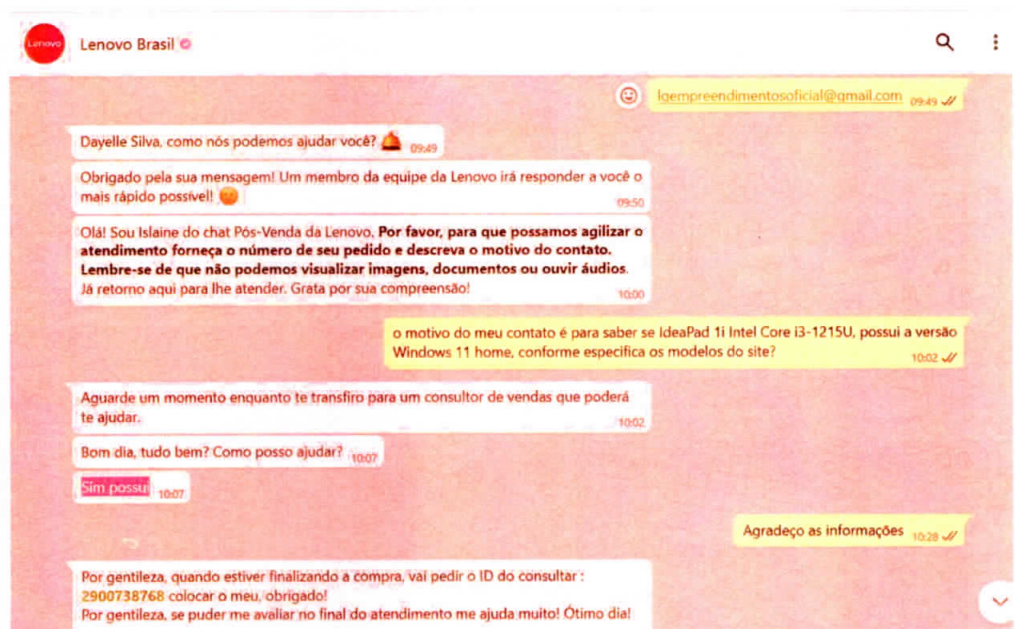 Lenovo
Lenovo Brasil
lgempreendimentosoficial@gmail.com 09:49
Dayelle Silva, como nós podemos ajudar você? 09:49
Obrigado pela sua mensagem! Um membro da equipe da Lenovo irá responder a você o
mais rápido possível! 09:50
Olá! Sou Islaine do chat Pós-Venda da Lenovo. Por favor, para que possamos agilizar o
atendimento forneça o número de seu pedido e descreva o motivo do contato.
Lembre-se de que não podemos visualizar imagens, documentos ou ouvir áudios.
Já retorno aqui para lhe atender. Grata por sua compreensão! 10:00
o motivo do meu contato é para saber se IdeaPad 1i Intel Core i3-1215U, possui a versão
Windows 11 home, conforme especifica os modelos do site? 10:02
Aguarde um momento enquanto te transfiro para um consultor de vendas que poderá
te ajudar. 10:02
Bom dia, tudo bem? Como posso ajudar? 10:07
Sim possui 10:07
Agradeço as informações 10:28
Por gentileza, quando estiver finalizando a compra, vai pedir o ID do consultar :
2900738768 colocar o meu, obrigado!
Por gentileza, se puder me avaliar no final do atendimento me ajuda muito! Ótimo dia!